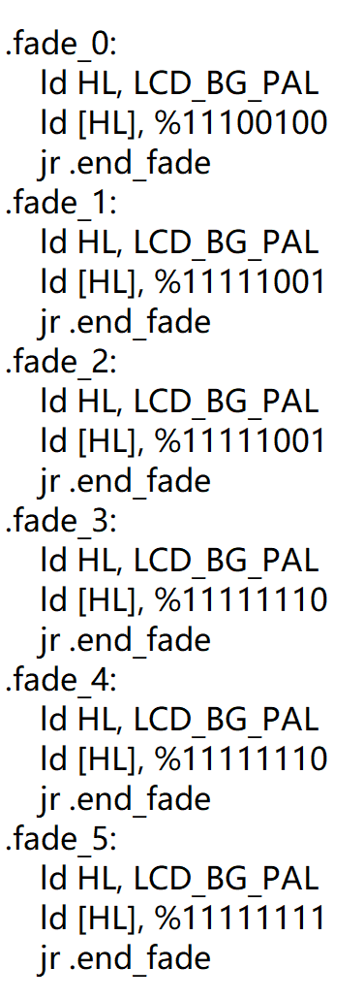 .fade_0:
ld HL, LCD_BG_PAL
ld [HL], %11100100
jr .end_fade
.fade_1:
ld HL, LCD_BG_PAL
ld [HL], %11111001
jr .end_fade
.fade_2:
ld HL, LCD_BG_PAL
ld [HL], %11111001
jr .end_fade
.fade_3:
ld HL, LCD_BG_PAL
ld [HL], %11111110
jr .end_fade
.fade_4:
ld HL, LCD_BG_PAL
ld [HL], %11111110
jr .end_fade
.fade_5:
ld HL, LCD_BG_PAL
ld [HL], %11111111
jr .end_fade